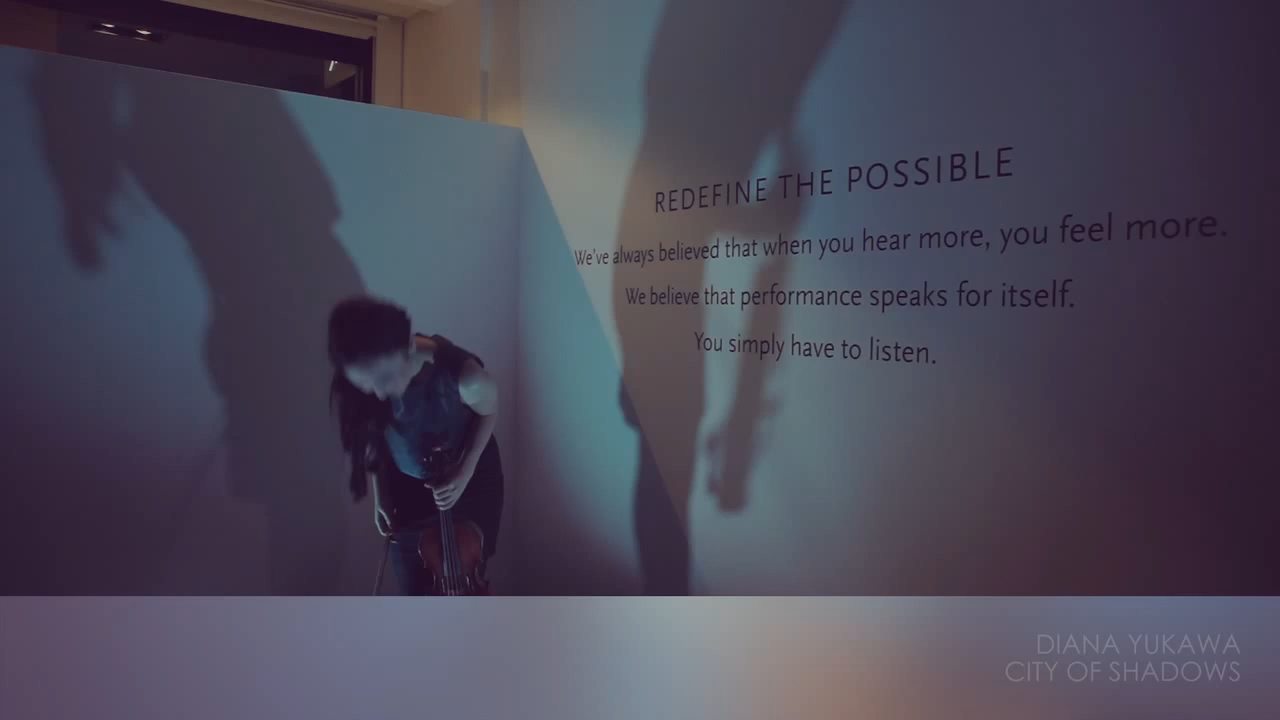 REDEFINE THE POSSIBLE
We've always believed that when you hear more, you feel more.
We believe that performance speaks for itself.
You simply have to listen.
DIANA YUKAWA
CITY OF SHADOWS